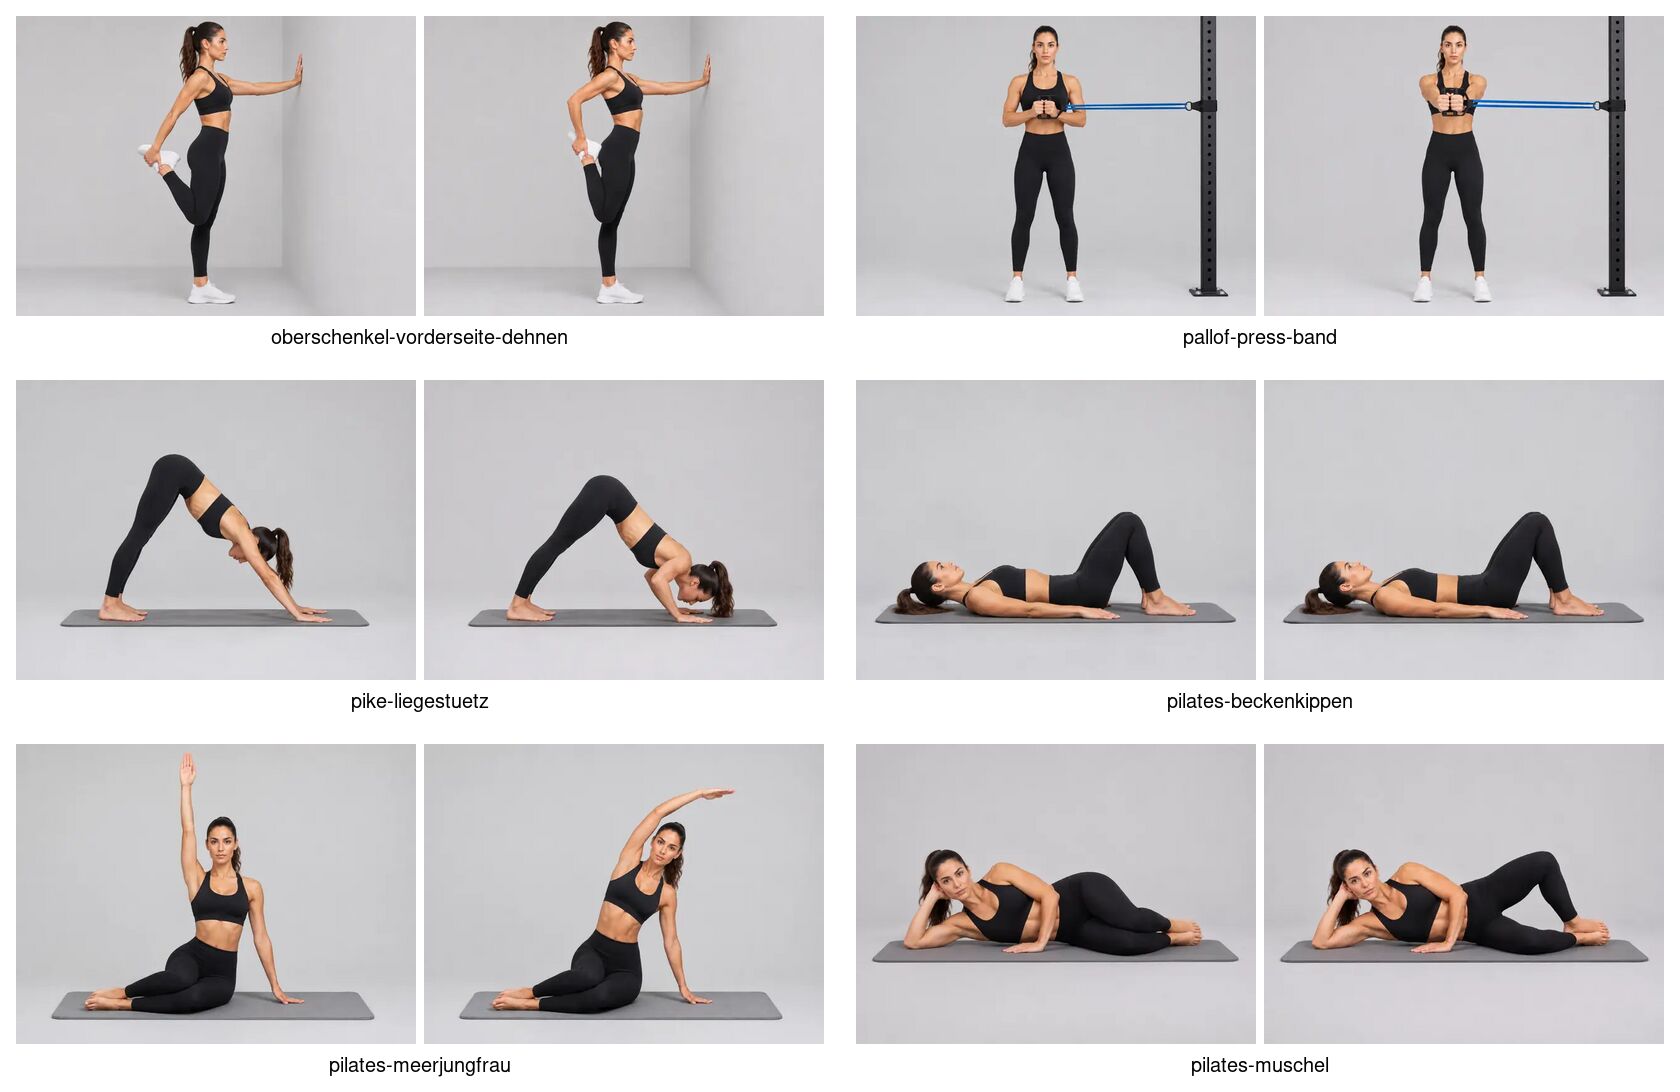 oberschenkel-vorderseite-dehnen
pallof-press-band
pike-liegestuetz
pilates-beckenkippen
pilates-meerjungfrau
pilates-muschel